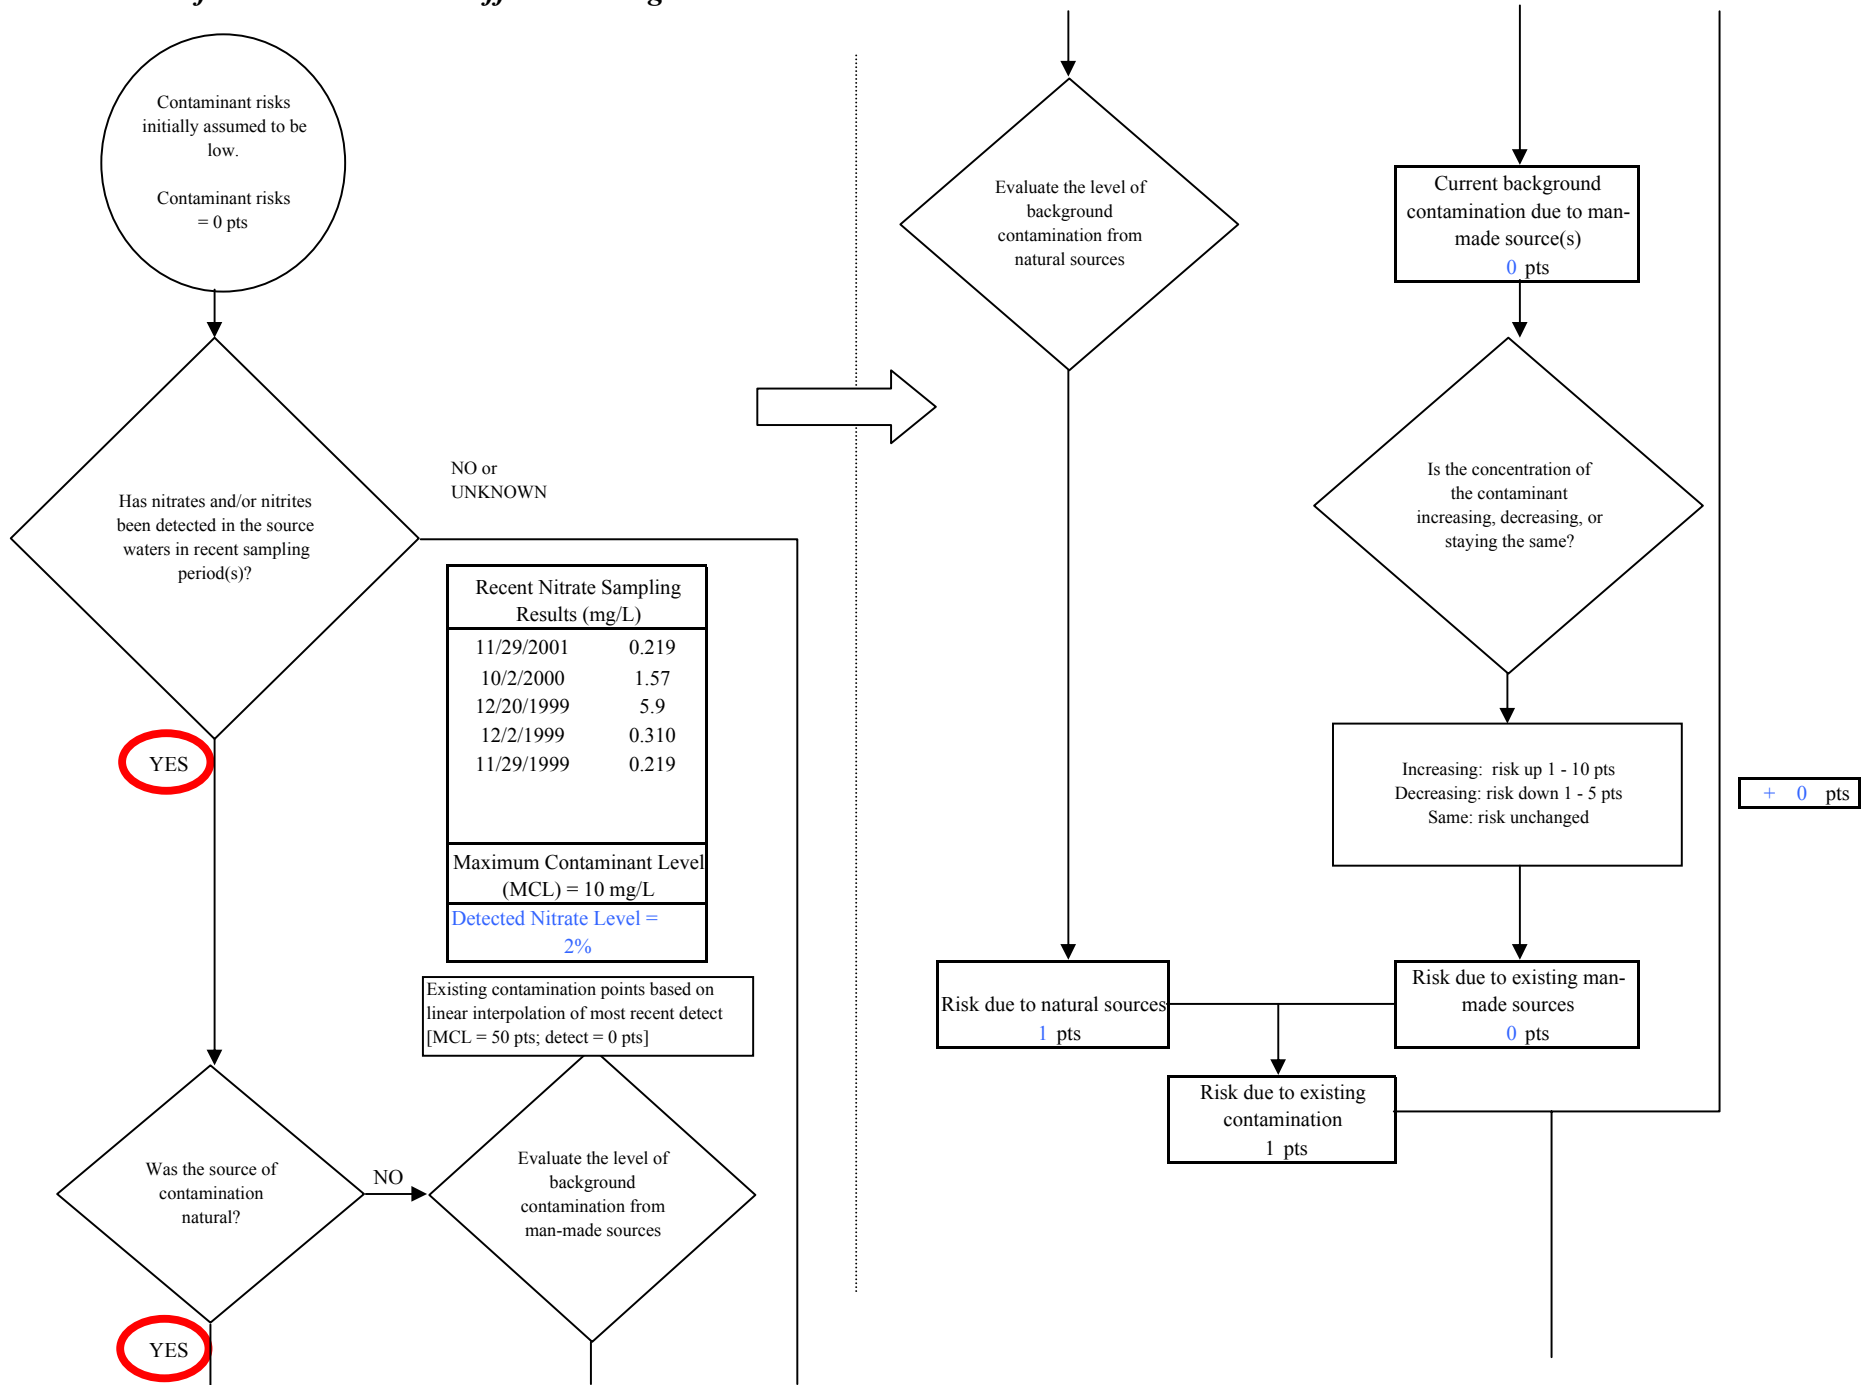 Contaminant risks
initially assumed to be
low.
Contaminant risks
= 0 pts
Has nitrates and/or nitrites
been detected in the source
waters in recent sampling
period(s)?
NO or
UNKNOWN
YES
Recent Nitrate Sampling
Results (mg/L)
11/29/2001 0.219
10/2/2000 1.57
12/20/1999 5.9
12/2/1999 0.310
11/29/1999 0.219
Maximum Contaminant Level
(MCL) = 10 mg/L
Detected Nitrate Level =
2%
Existing contamination points based on
linear interpolation of most recent detect
[MCL = 50 pts; detect = 0 pts]
Was the source of
contamination
natural?
NO
Evaluate the level of
background
contamination from
man-made sources
YES
Evaluate the level of
background
contamination from
natural sources
Current background
contamination due to man-
made source(s)
0 pts
Is the concentration of
the contaminant
increasing, decreasing, or
staying the same?
Increasing: risk up 1 - 10 pts
Decreasing: risk down 1 - 5 pts
Same: risk unchanged
+ 0 pts
Risk due to natural sources
1 pts
Risk due to existing man-
made sources
0 pts
Risk due to existing
contamination
1 pts